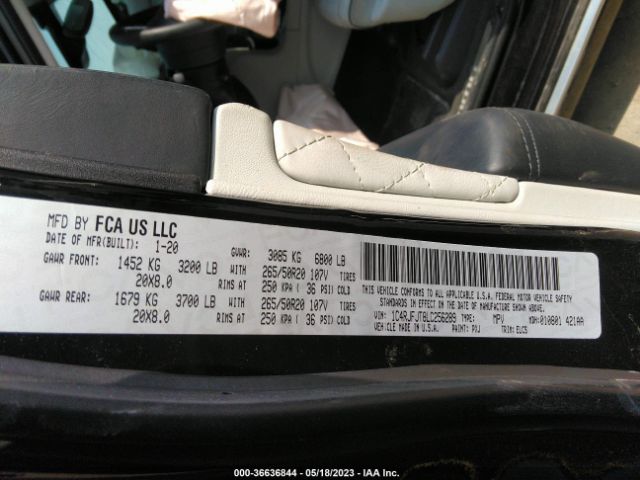 MFD BY FCA US LLC
DATE OF MFR(BUILT): 1-20 GVWR: 3085 KG 6800 LB
GAWR FRONT: 1452 KG 3200 LB WITH 265/50R20 107V TIRES
20X8.0 RIMS AT 250 KPA ( 36 PSI) COLD
GAWR REAR: 1679 KG 3700 LB WITH 265/50R20 107V TIRES
20X8.0 RIMS AT 250 KPA ( 36 PSI) COLD
THIS VEHICLE CONFORMS TO ALL APPLICABLE U.S.A. FEDERAL MOTOR VEHICLE SAFETY
STANDARDS IN EFFECT ON THE DATE OF MANUFACTURE SHOWN ABOVE.
VIN: 1C4RJFJT8LC256289 TYPE: MPV MDH: 010801 421AA
PAINT: PXJ TRIM: ELC5
000-36636844 - 05/18/2023 - IAA Inc.